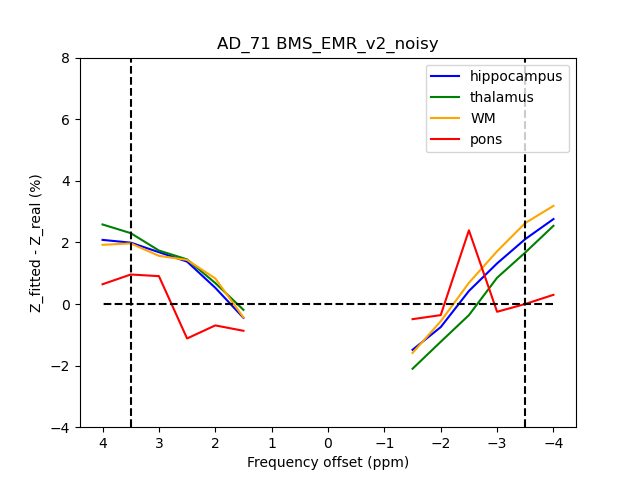 AD_71 BMS_EMR_v2_noisy
8
6
4
2
0
−2
−4
Z_fitted - Z_real (%)
hippocampus
thalamus
WM
pons
4 3 2 1 0 −1 −2 −3 −4
Frequency offset (ppm)